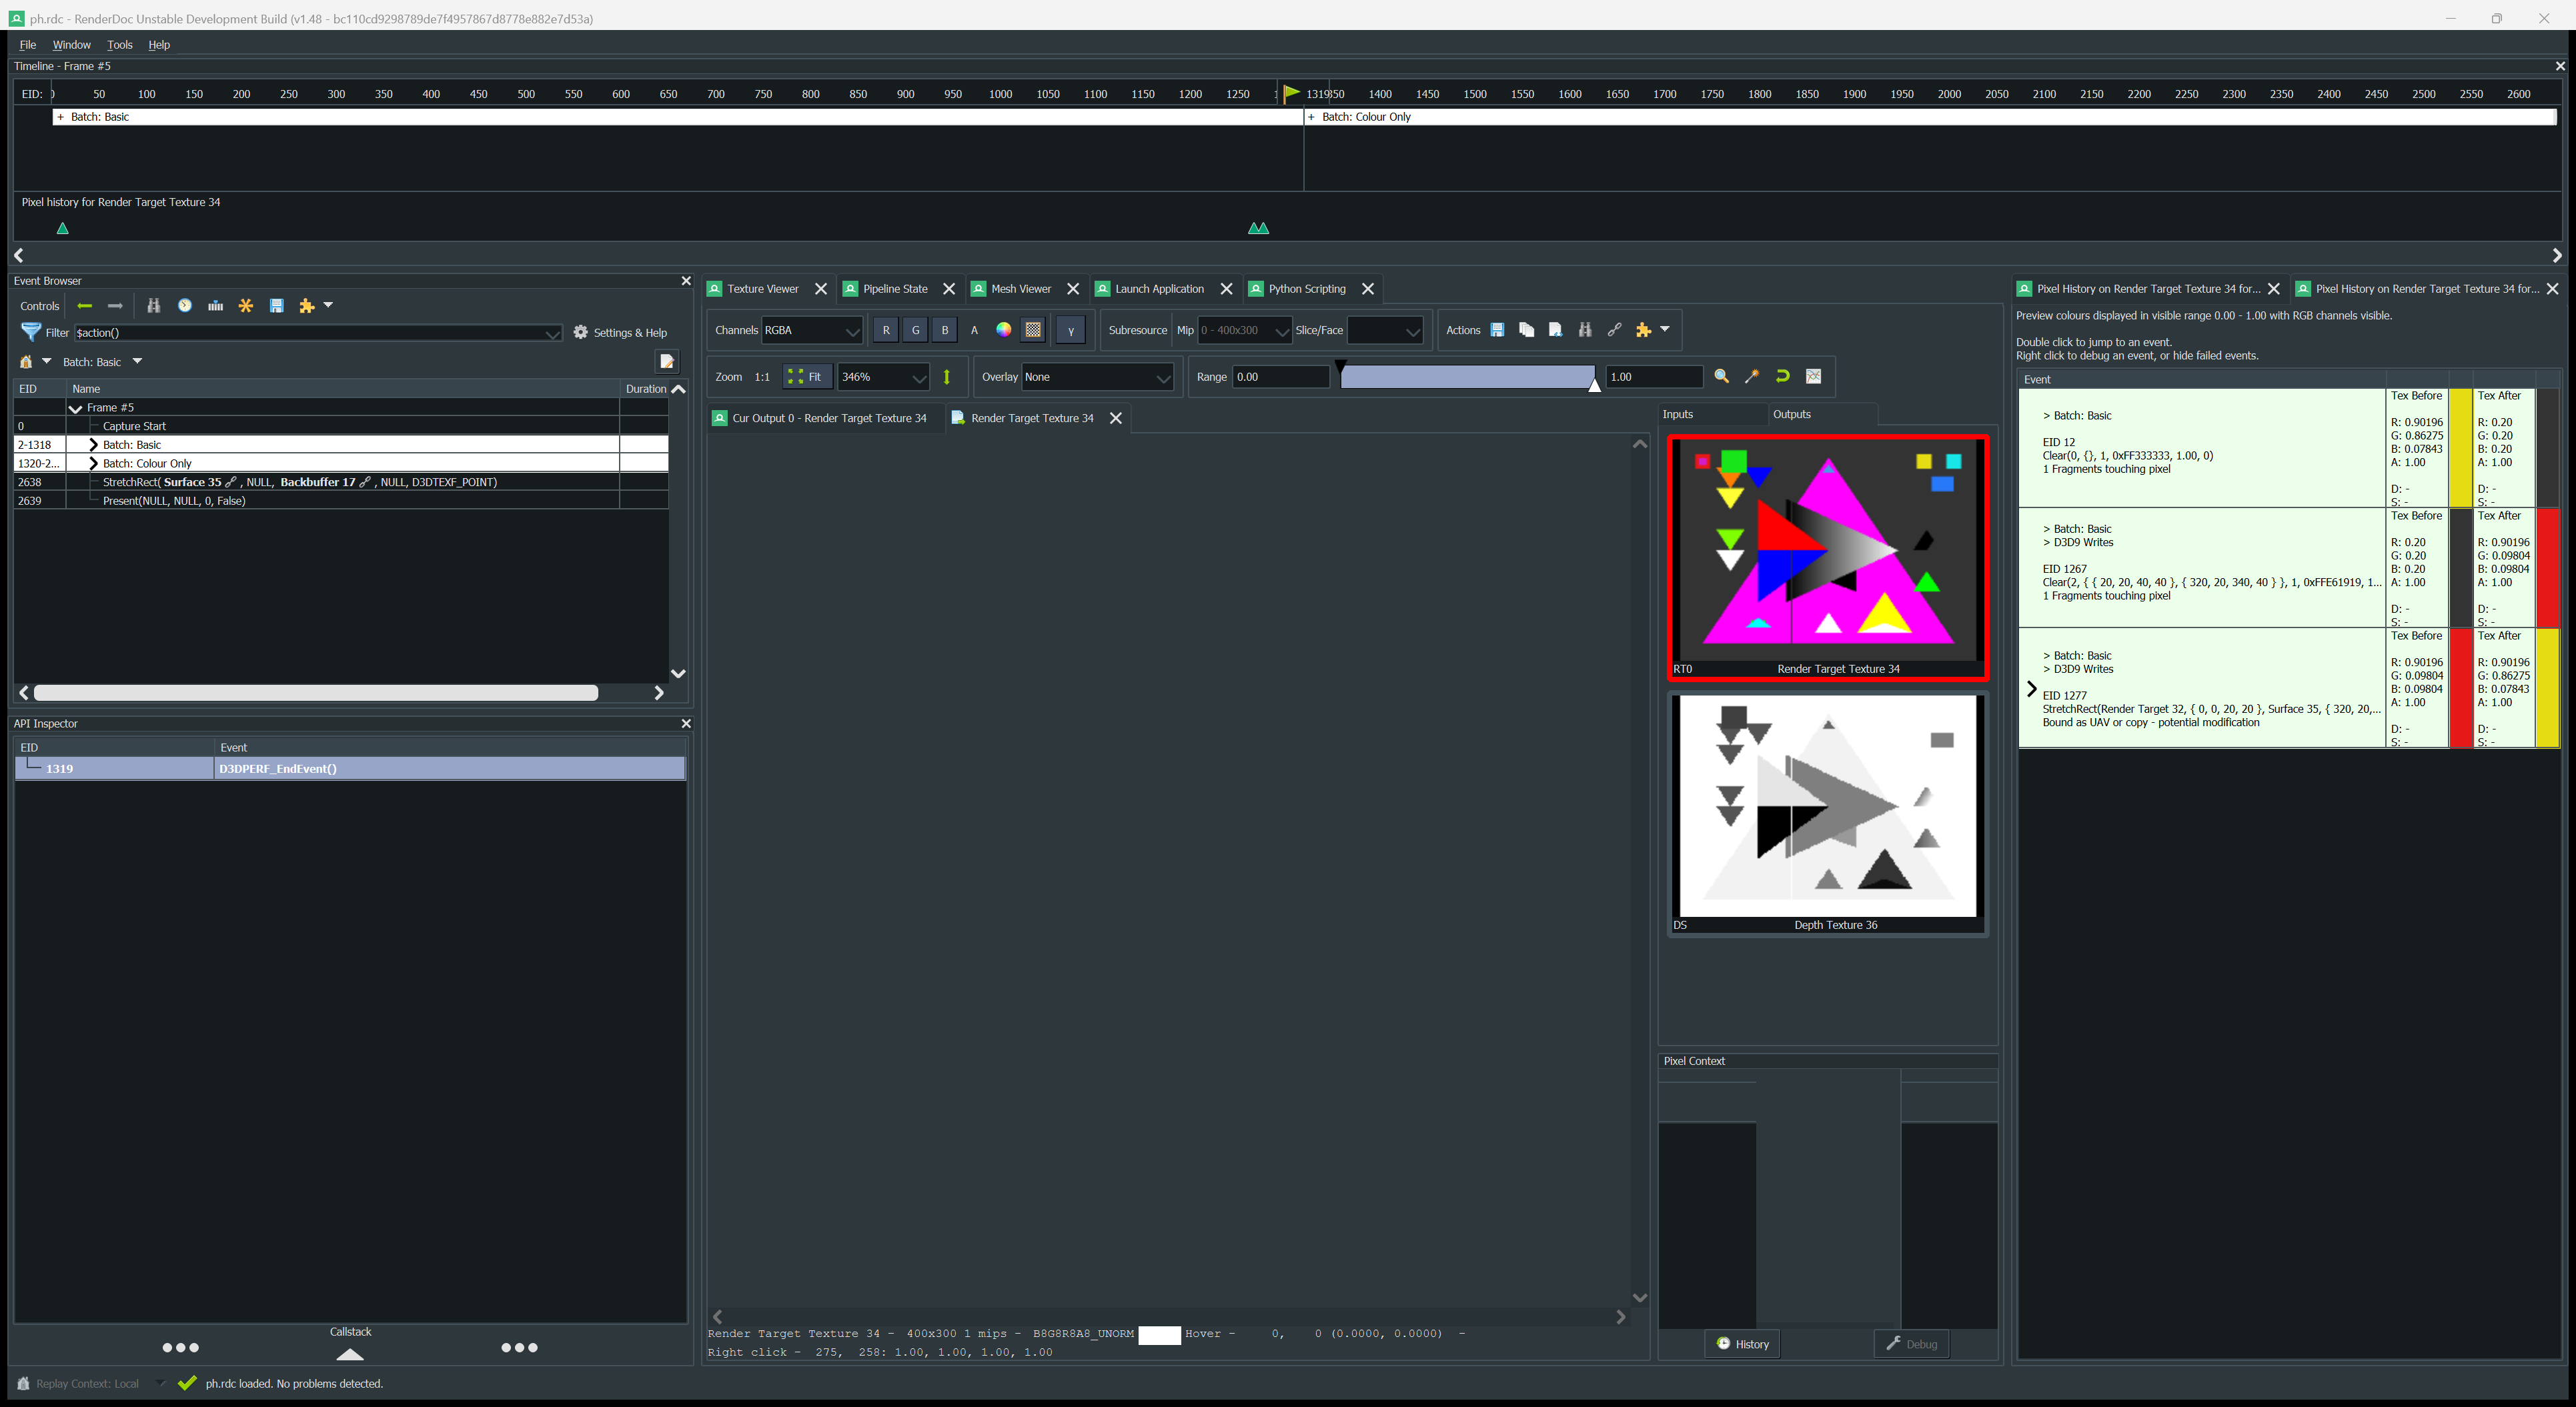 ph.rdc - RenderDoc Unstable Development Build (v1.48 - bc110cd9298789de7f4957867d8778e882e7d53a)
File Window Tools Help
Timeline - Frame #5
EID: 50 100 150 200 250 300 350 400 450 500 550 600 650 700 750 800 850 900 950 1000 1050 1100 1150 1200 1250 1319 350 1400 1450 1500 1550 1600 1650 1700 1750 1800 1850 1900 1950 2000 2050 2100 2150 2200 2250 2300 2350 2400 2450 2500 2550 2600
+ Batch: Basic + Batch: Colour Only
Pixel history for Render Target Texture 34
Event Browser
Controls
Filter $action() Settings & Help
Batch: Basic
EID Name Duration
Frame #5
0 Capture Start
2-1318 Batch: Basic
1320-2... Batch: Colour Only
2638 StretchRect( Surface 35 , NULL, Backbuffer 17 , NULL, D3DTEXF_POINT)
2639 Present(NULL, NULL, 0, False)
API Inspector
EID Event
1319 D3DPERF_EndEvent()
Callstack
Texture Viewer Pipeline State Mesh Viewer Launch Application Python Scripting
Channels RGBA R G B A γ Subresource Mip 0 - 400x300 Slice/Face Actions
Zoom 1:1 Fit 346% Overlay None Range 0.00 1.00
Cur Output 0 - Render Target Texture 34 Render Target Texture 34
Inputs Outputs
RT0 Render Target Texture 34
DS Depth Texture 36
Pixel Context
History Debug
Render Target Texture 34 - 400x300 1 mips - B8G8R8A8_UNORM Hover - 0, 0 (0.0000, 0.0000) -
Right click - 275, 258: 1.00, 1.00, 1.00, 1.00
Pixel History on Render Target Texture 34 for... Pixel History on Render Target Texture 34 for...
Preview colours displayed in visible range 0.00 - 1.00 with RGB channels visible.
Double click to jump to an event.
Right click to debug an event, or hide failed events.
Event
> Batch: Basic
EID 12
Clear(0, {}, 1, 0xFF333333, 1.00, 0)
1 Fragments touching pixel
Tex Before
R: 0.90196
G: 0.86275
B: 0.07843
A: 1.00
D: -
S: -
Tex After
R: 0.20
G: 0.20
B: 0.20
A: 1.00
D: -
S: -
> Batch: Basic
> D3D9 Writes
EID 1267
Clear(2, { { 20, 20, 40, 40 }, { 320, 20, 340, 40 } }, 1, 0xFFE61919, 1...
1 Fragments touching pixel
Tex Before
R: 0.20
G: 0.20
B: 0.20
A: 1.00
D: -
S: -
Tex After
R: 0.90196
G: 0.09804
B: 0.09804
A: 1.00
D: -
S: -
> Batch: Basic
> D3D9 Writes
EID 1277
StretchRect(Render Target 32, { 0, 0, 20, 20 }, Surface 35, { 320, 20,...
Bound as UAV or copy - potential modification
Tex Before
R: 0.90196
G: 0.09804
B: 0.09804
A: 1.00
D: -
S: -
Tex After
R: 0.90196
G: 0.86275
B: 0.07843
A: 1.00
D: -
S: -
Replay Context: Local ph.rdc loaded. No problems detected.